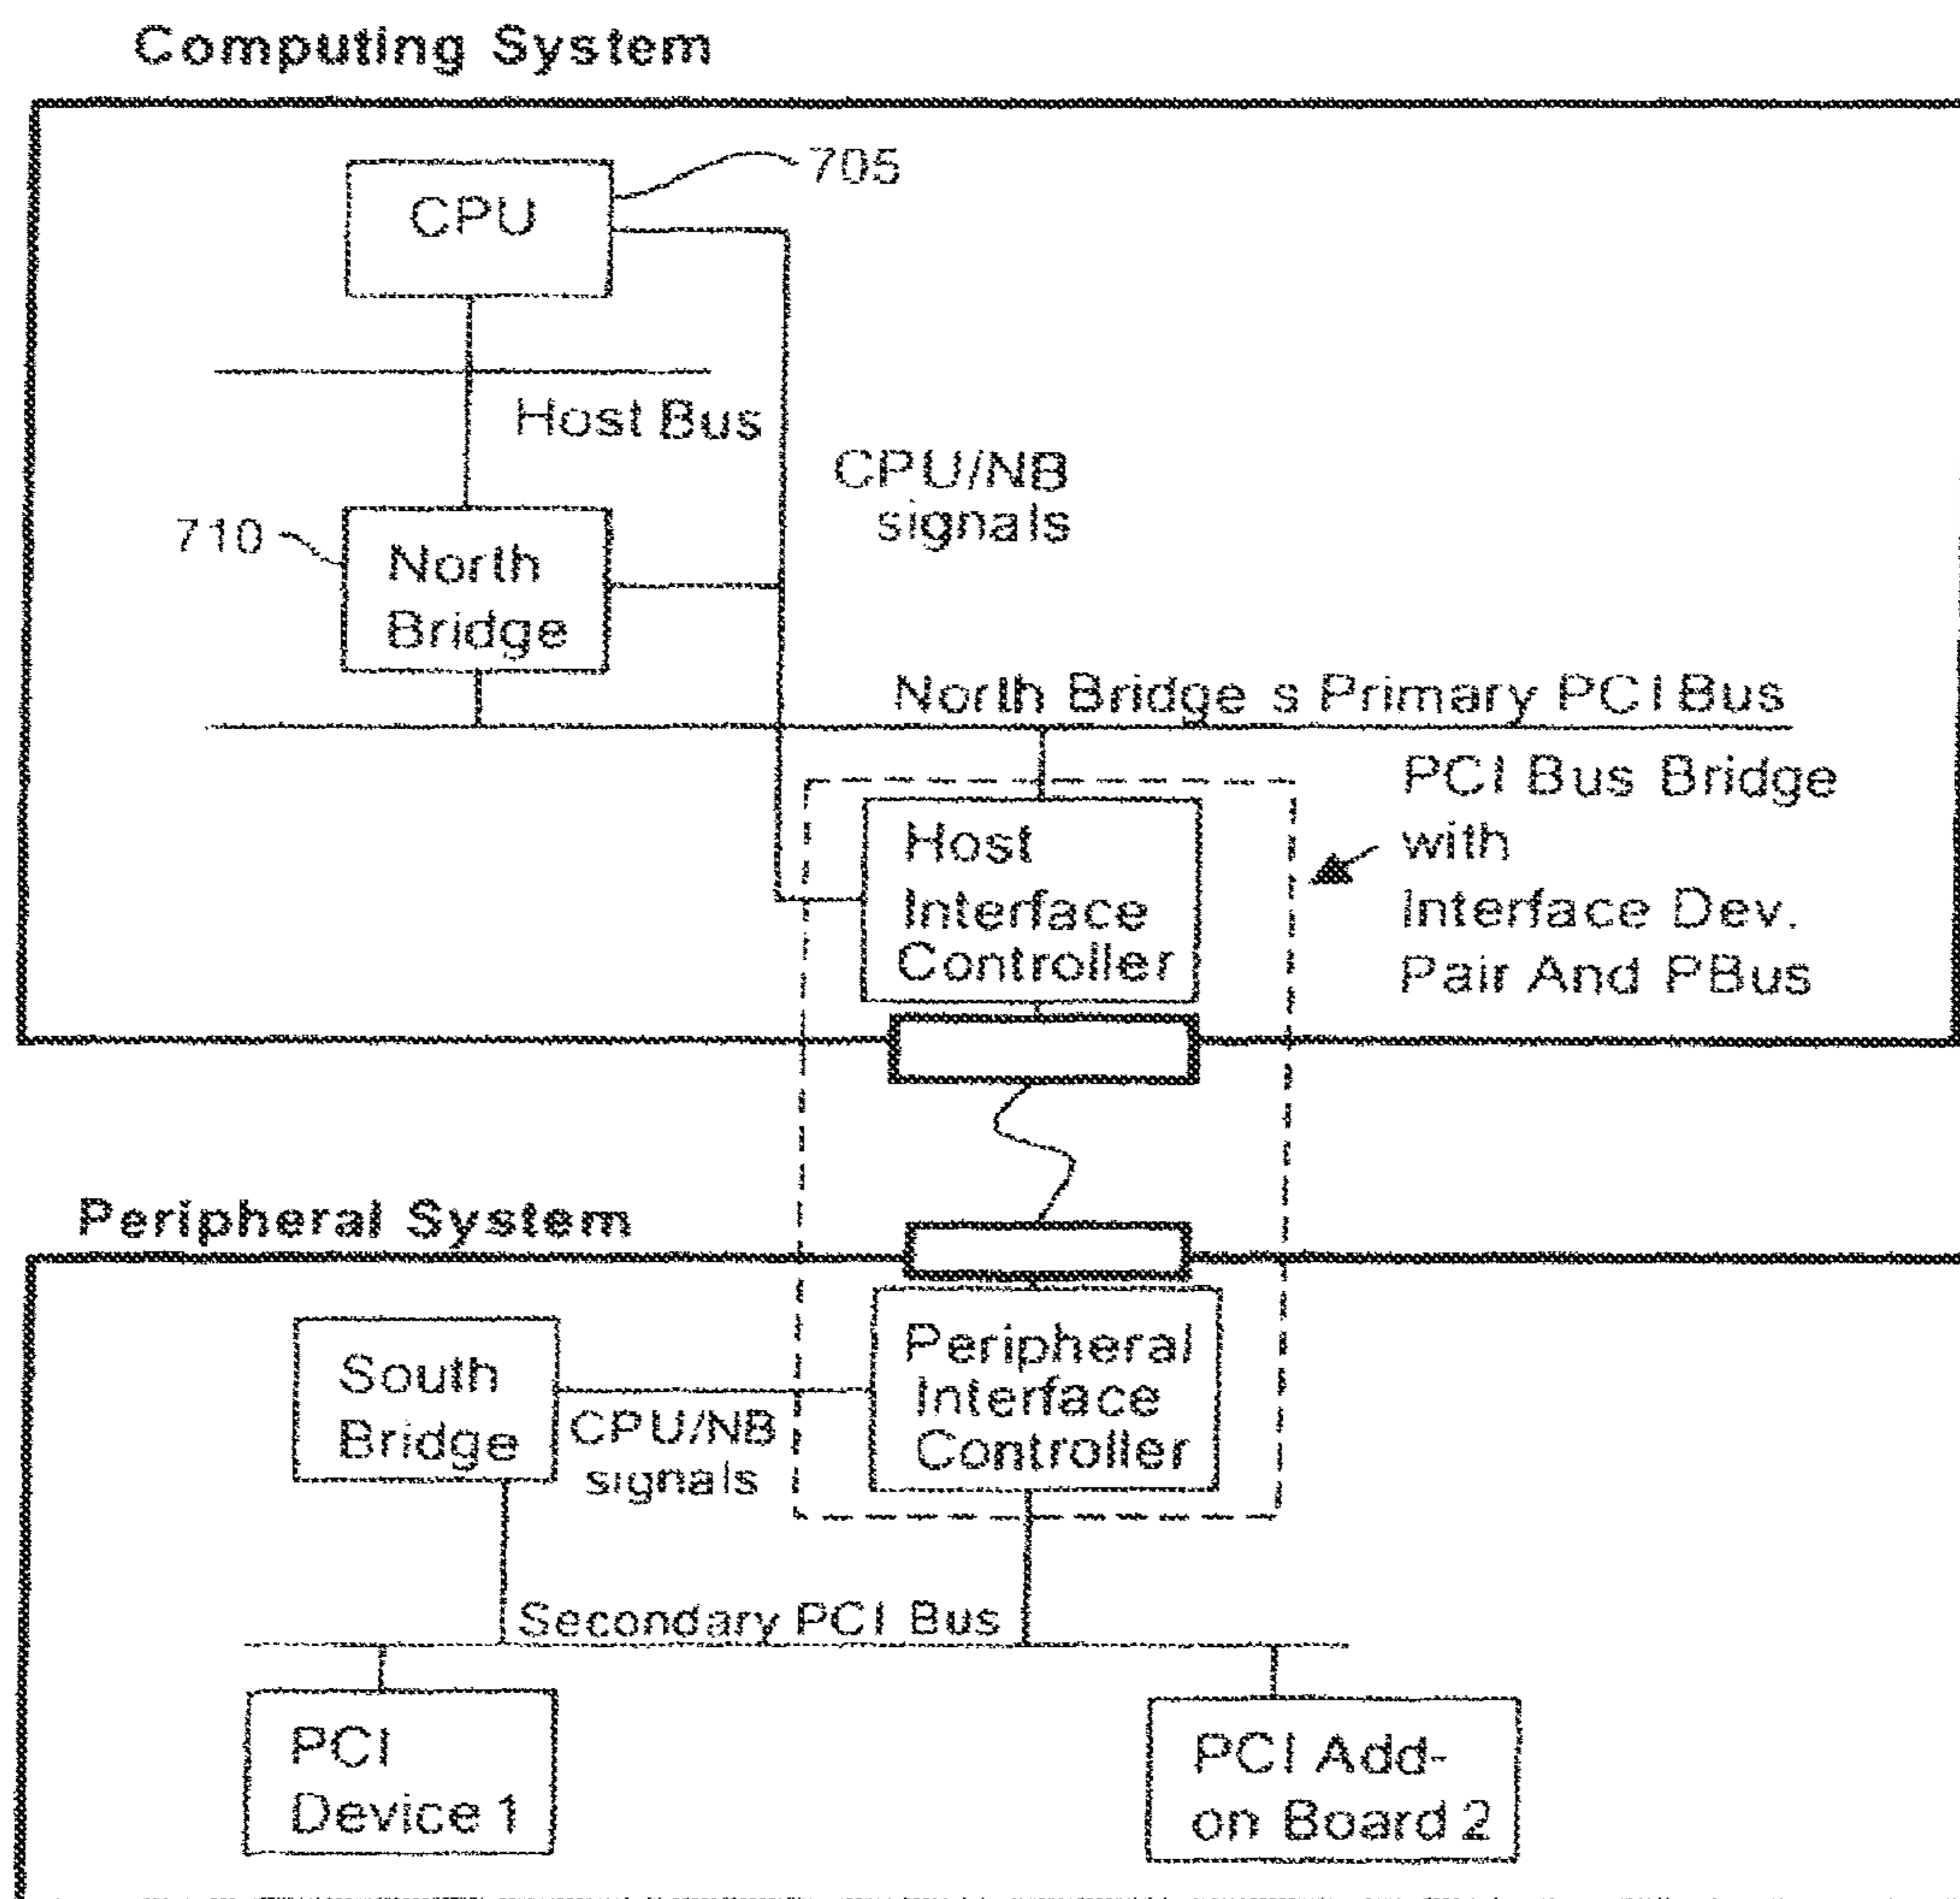 Computing System
705
CPU
Host Bus
CPU/NB
signals
710
North
Bridge
North Bridge s Primary PCI Bus
PCI Bus Bridge
with
Interface Dev.
Pair And PBus
Host
Interface
Controller
Peripheral System
South
Bridge
CPU/NB
signals
Peripheral
Interface
Controller
Secondary PCI Bus
PCI
Device 1
PCI Add-
on Board 2